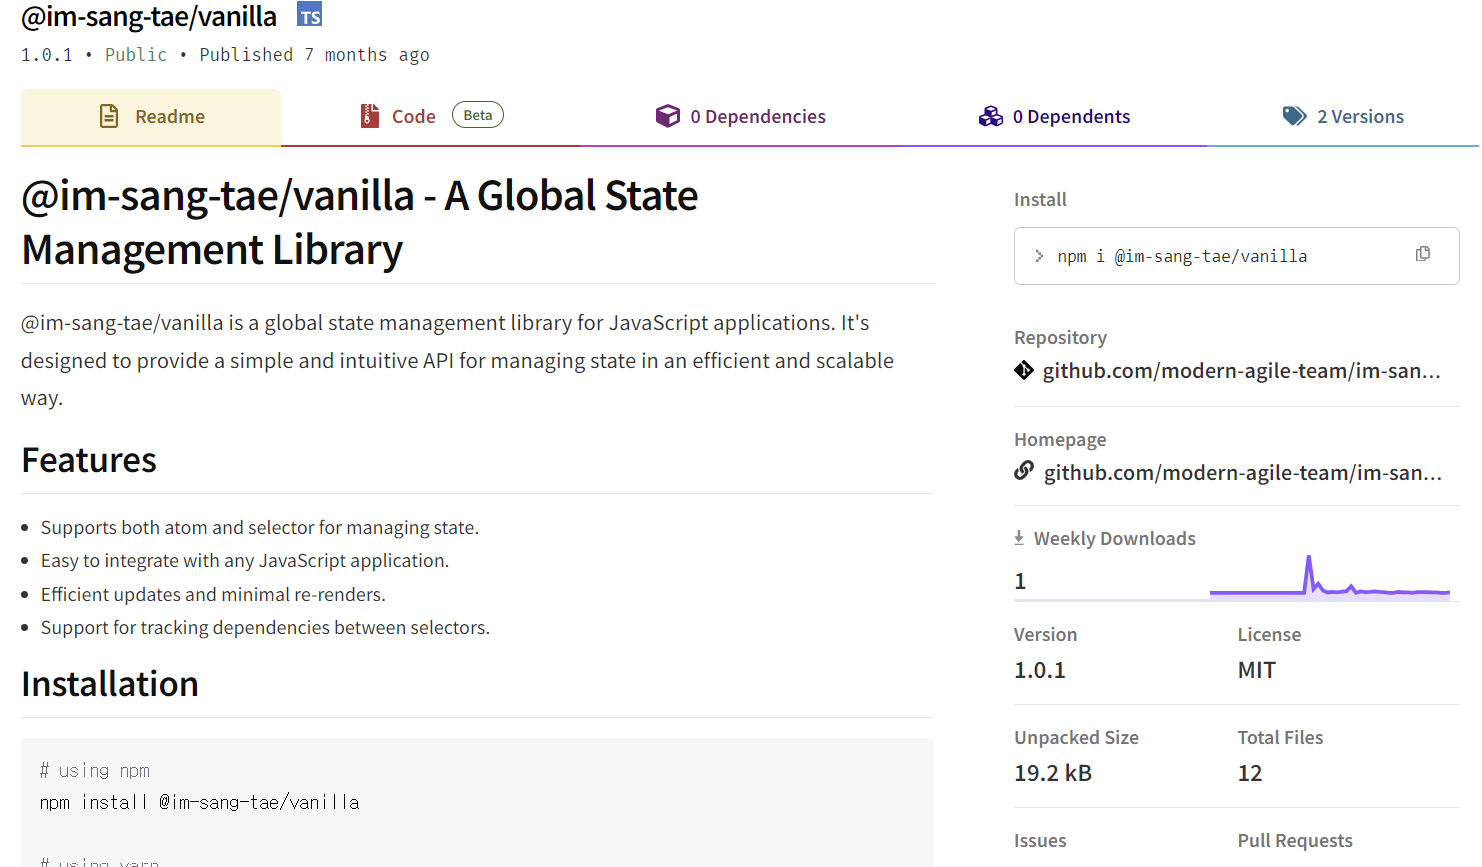 @im-sang-tae/vanilla TS
1.0.1 • Public • Published 7 months ago
Readme
Code Beta
0 Dependencies
0 Dependents
2 Versions
@im-sang-tae/vanilla - A Global State
Management Library
@im-sang-tae/vanilla is a global state management library for JavaScript applications. It's
designed to provide a simple and intuitive API for managing state in an efficient and scalable
way.
Features
• Supports both atom and selector for managing state.
• Easy to integrate with any JavaScript application.
• Efficient updates and minimal re-renders.
• Support for tracking dependencies between selectors.
Installation
# using npm
npm install @im-sang-tae/vanilla
# using yarn
Install
> npm i @im-sang-tae/vanilla
Repository
github.com/modern-agile-team/im-san...
Homepage
github.com/modern-agile-team/im-san...
Weekly Downloads
1
Version
License
1.0.1
MIT
Unpacked Size
Total Files
19.2 kB
12
Issues
Pull Requests